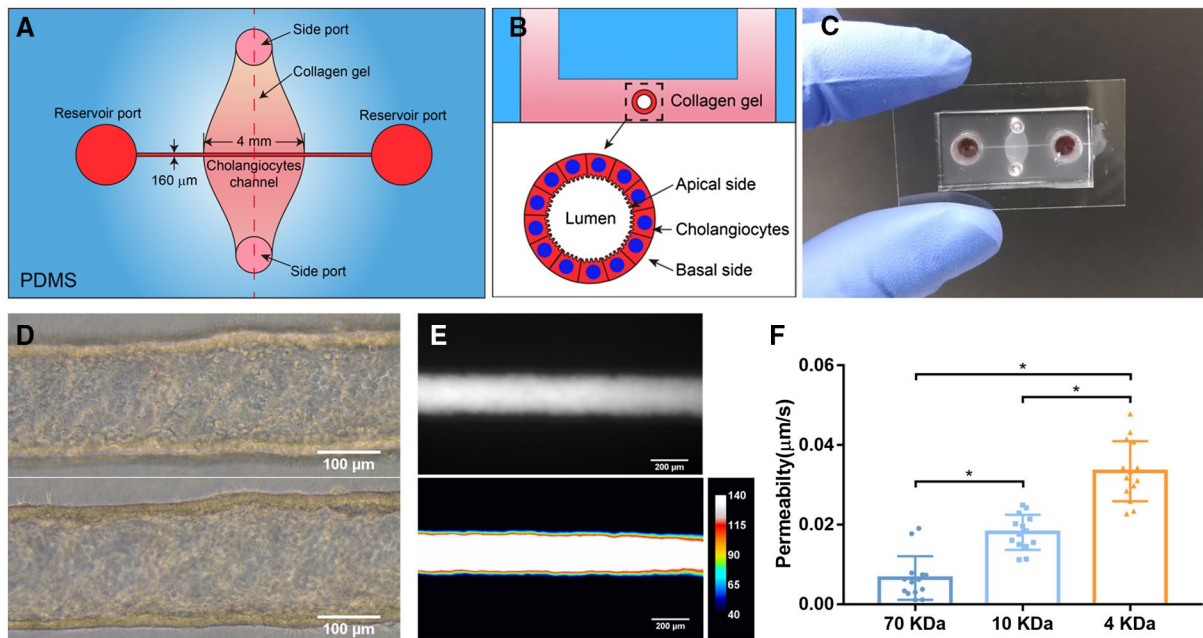 A
Side port
Collagen gel
Reservoir port
Reservoir port
4 mm
Cholangiocytes
channel
160 μm
Side port
PDMS
B
Collagen gel
Apical side
Lumen
Cholangiocytes
Basal side
C
D
100 μm
100 μm
E
200 μm
140
115
90
65
40
200 μm
F
Permeabilty(μm/s)
0.06
0.04
0.02
0.00
*
*
*
70 KDa
10 KDa
4 KDa